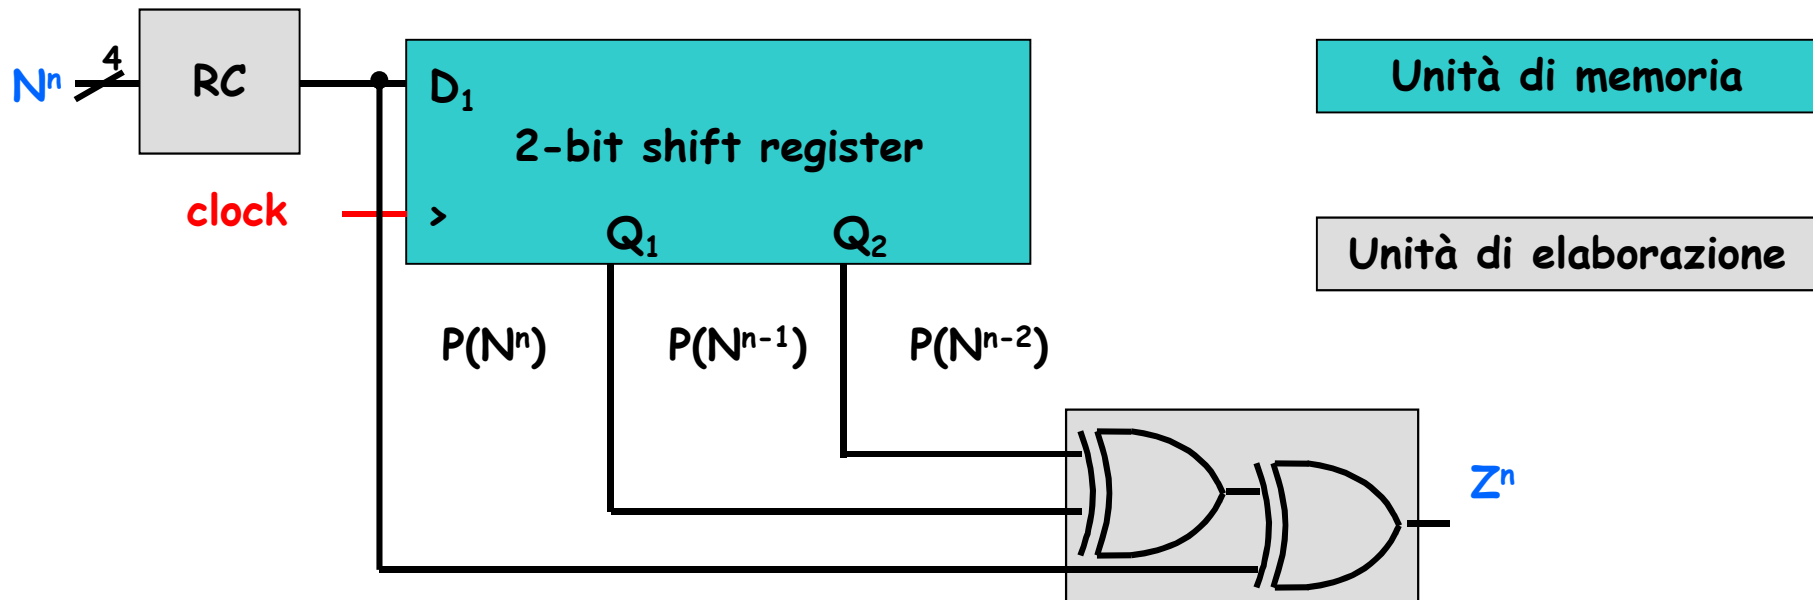 4
Nⁿ
RC
D₁
2-bit shift register
clock
>
Q₁
Q₂
P(Nⁿ)
P(Nⁿ⁻¹)
P(Nⁿ⁻²)
Zⁿ
Unità di memoria
Unità di elaborazione